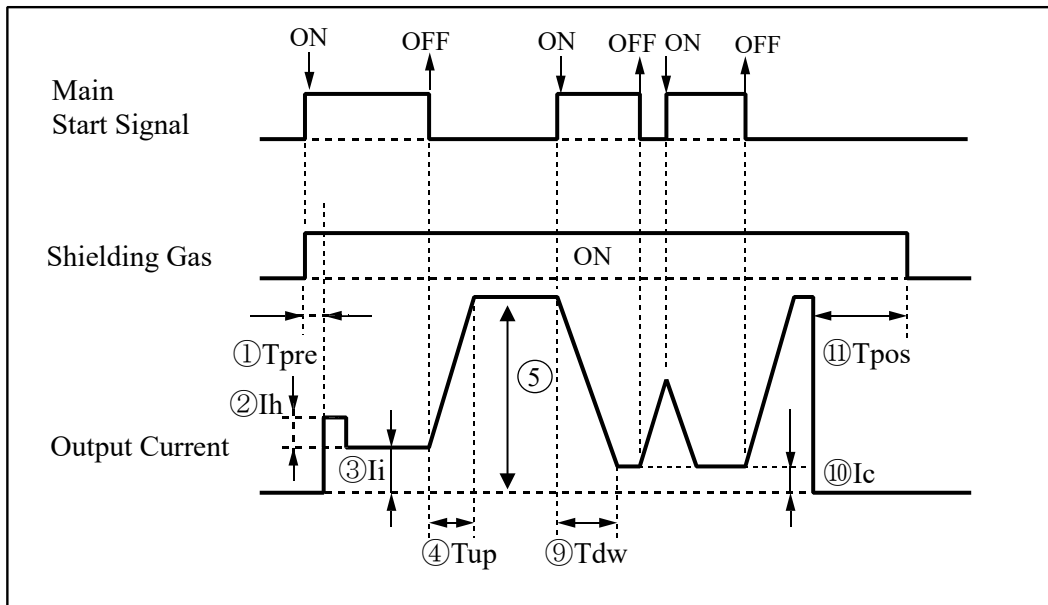 ON OFF ON OFF ON OFF
Main
Start Signal
Shielding Gas
ON
①Tpre
⑪Tpos
⑤
②Ih
Output Current
③Ii
⑩Ic
④Tup
⑨Tdw